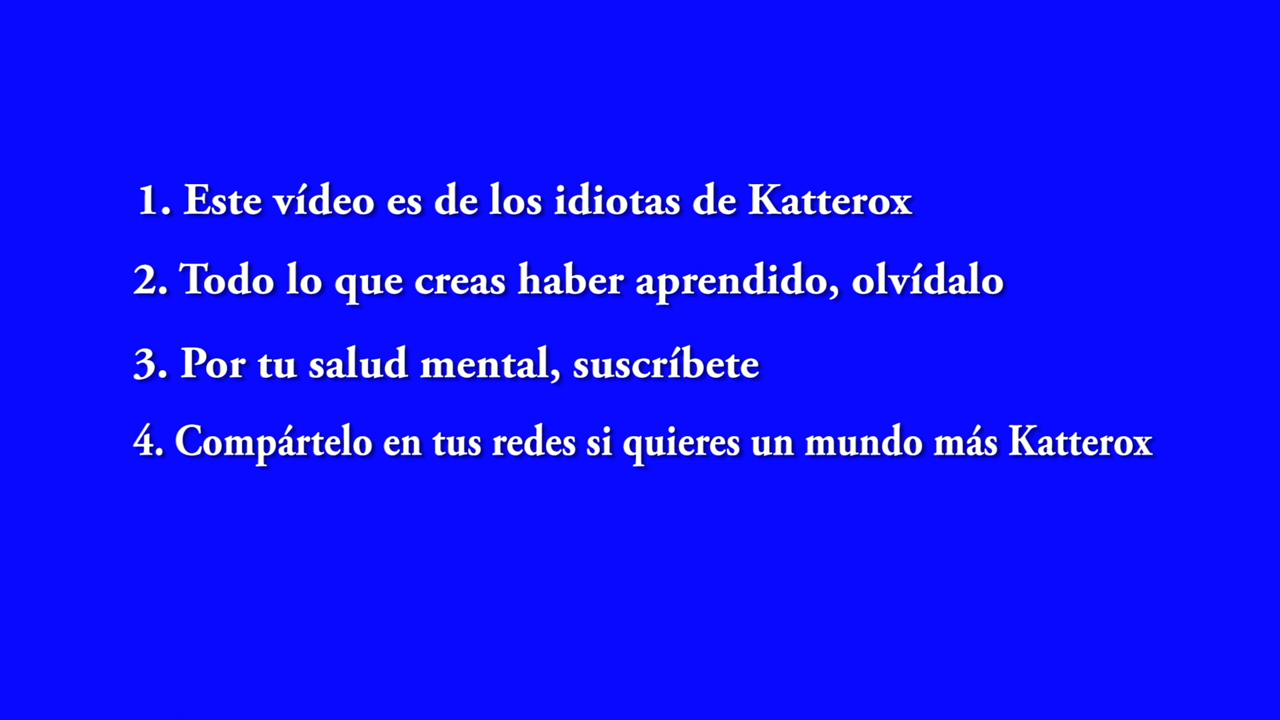 1. Este vídeo es de los idiotas de Katterox
2. Todo lo que creas haber aprendido, olvídalo
3. Por tu salud mental, suscríbete
4. Compártelo en tus redes si quieres un mundo más Katterox